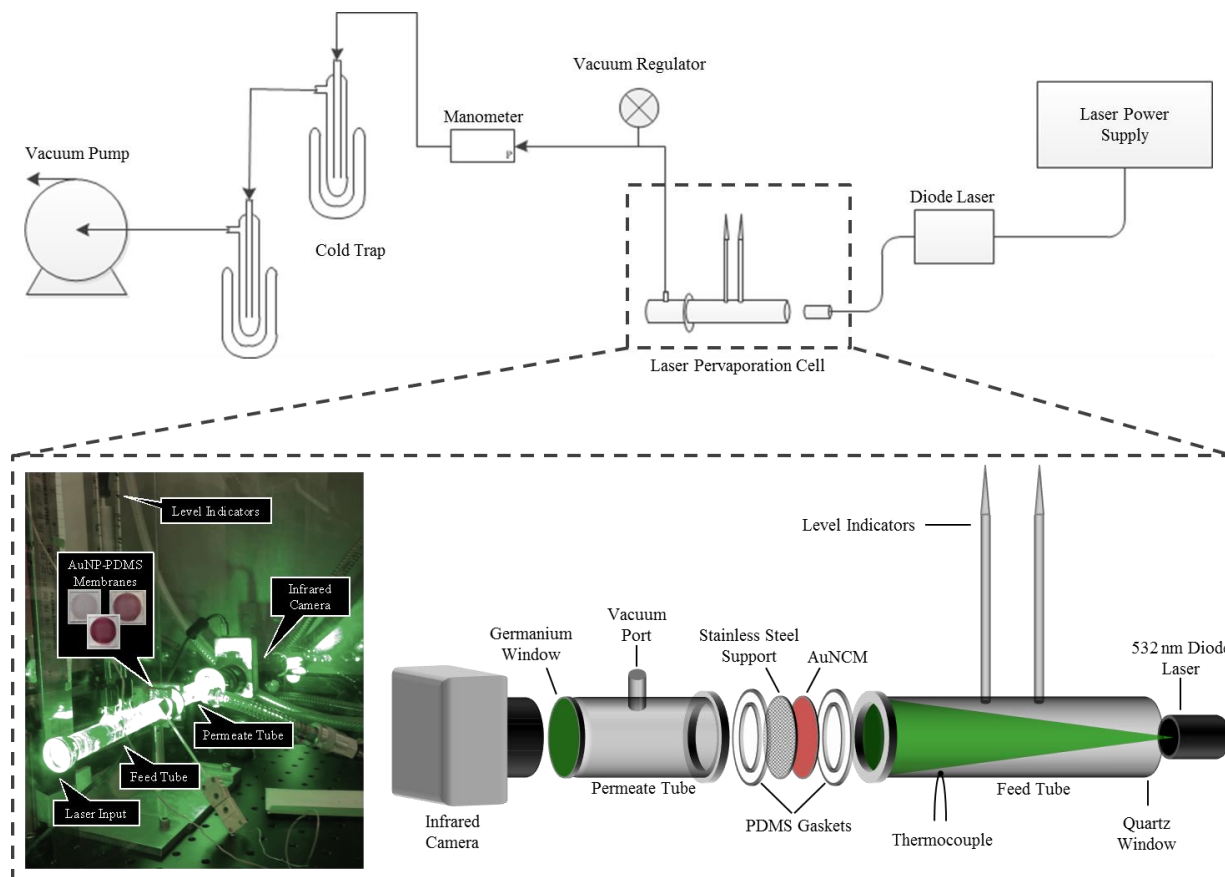 Vacuum Regulator
Manometer
P
Laser Power
Supply
Vacuum Pump
Diode Laser
Cold Trap
Laser Pervaporation Cell
Level Indicators
AuNP-PDMS
Membranes
Infrared
Camera
Permeate Tube
Feed Tube
Laser Input
Level Indicators
Vacuum
Port
Germanium
Window
Stainless Steel
Support
AuNCM
532 nm Diode
Laser
Permeate Tube
Feed Tube
Infrared
Camera
PDMS Gaskets
Thermocouple
Quartz
Window